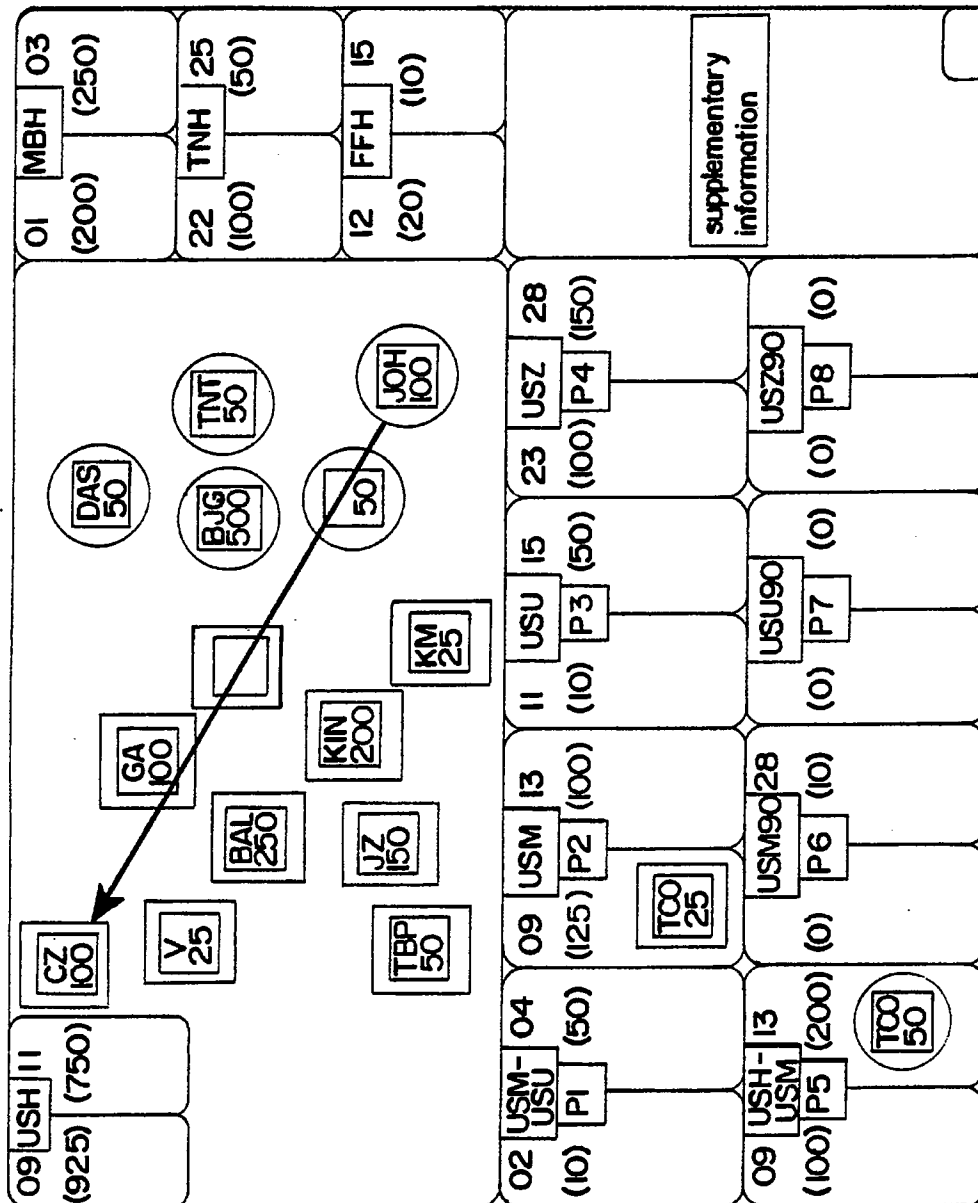 09 USH 11
(925) (750)
CZ
100
V
25
TBP
50
GA
100
BAL
250
JZ
150
KIN
200
KM
25
DAS
50
BJG
500
50
TNT
50
JOH
100
01 MBH 03
(200) (250)
22 TNH 25
(100) (50)
12 FFH 15
(20) (10)
02 USM- 04
USU
(10) P1 (50)
09 USM 13
(125) P2 (100)
TCO
25
11 USU 15
(10) P3 (50)
23 USZ 28
(100) P4 (150)
09 USH- 13
USM
(100) P5 (200)
TCO
50
USM90 28
(0) P6 (10)
USU90
(0) P7 (0)
USZ90
(0) P8 (0)
supplementary
information